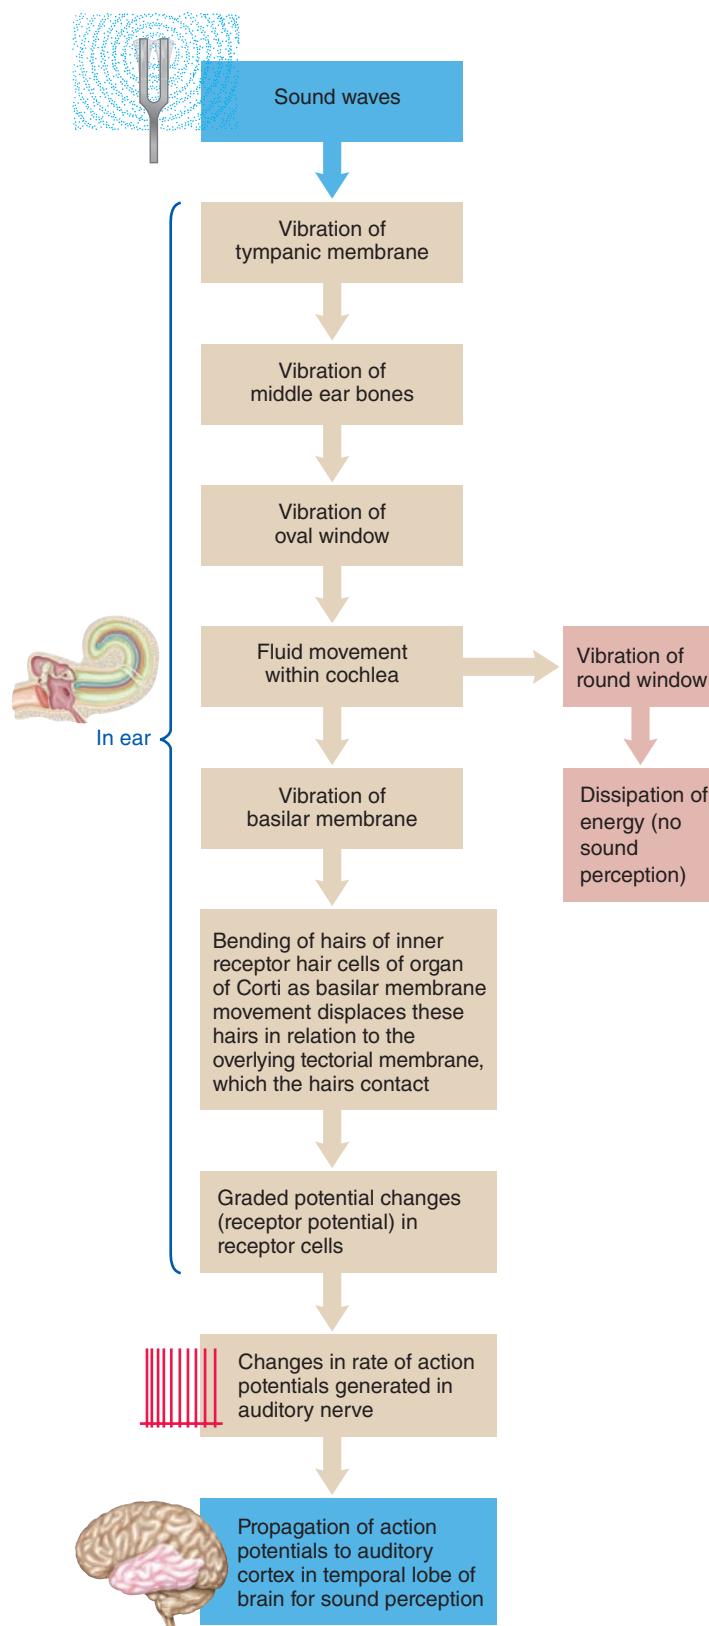 Sound waves
Vibration of
tympanic membrane
Vibration of
middle ear bones
Vibration of
oval window
Fluid movement
within cochlea
Vibration of
round window
In ear
Vibration of
basilar membrane
Dissipation of
energy (no
sound
perception)
Bending of hairs of inner
receptor hair cells of organ
of Corti as basilar membrane
movement displaces these
hairs in relation to the
overlying tectorial membrane,
which the hairs contact
Graded potential changes
(receptor potential) in
receptor cells
Changes in rate of action
potentials generated in
auditory nerve
Propagation of action
potentials to auditory
cortex in temporal lobe of
brain for sound perception